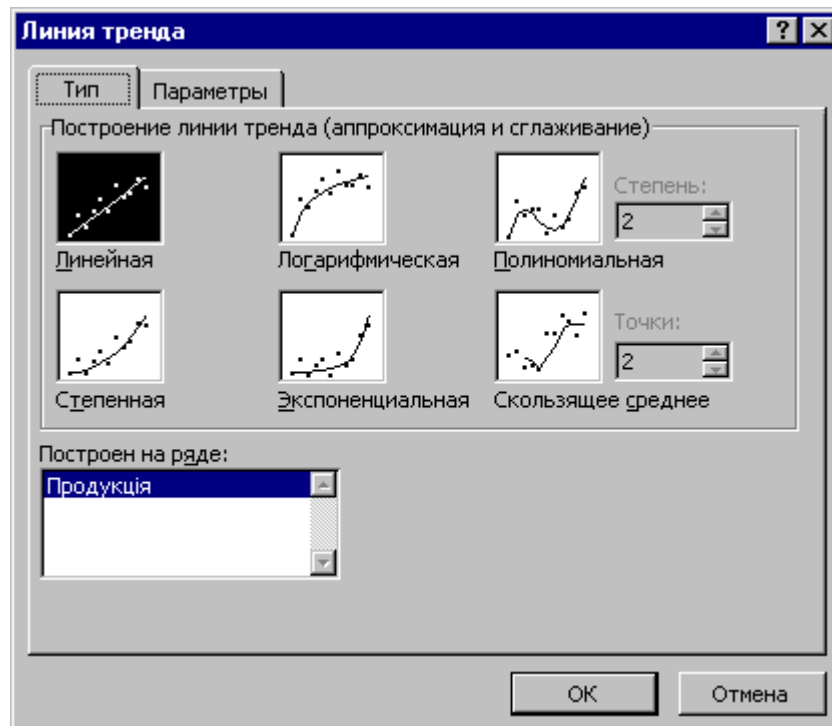 Линия тренда
Тип Параметры
Построение линии тренда (аппроксимация и сглаживание)
Степень:
2
Линейная Логарифмическая Полиномиальная
Точки:
2
Степенная Экспоненциальная Скользящее среднее
Построен на ряде:
Продукція
OK Отмена